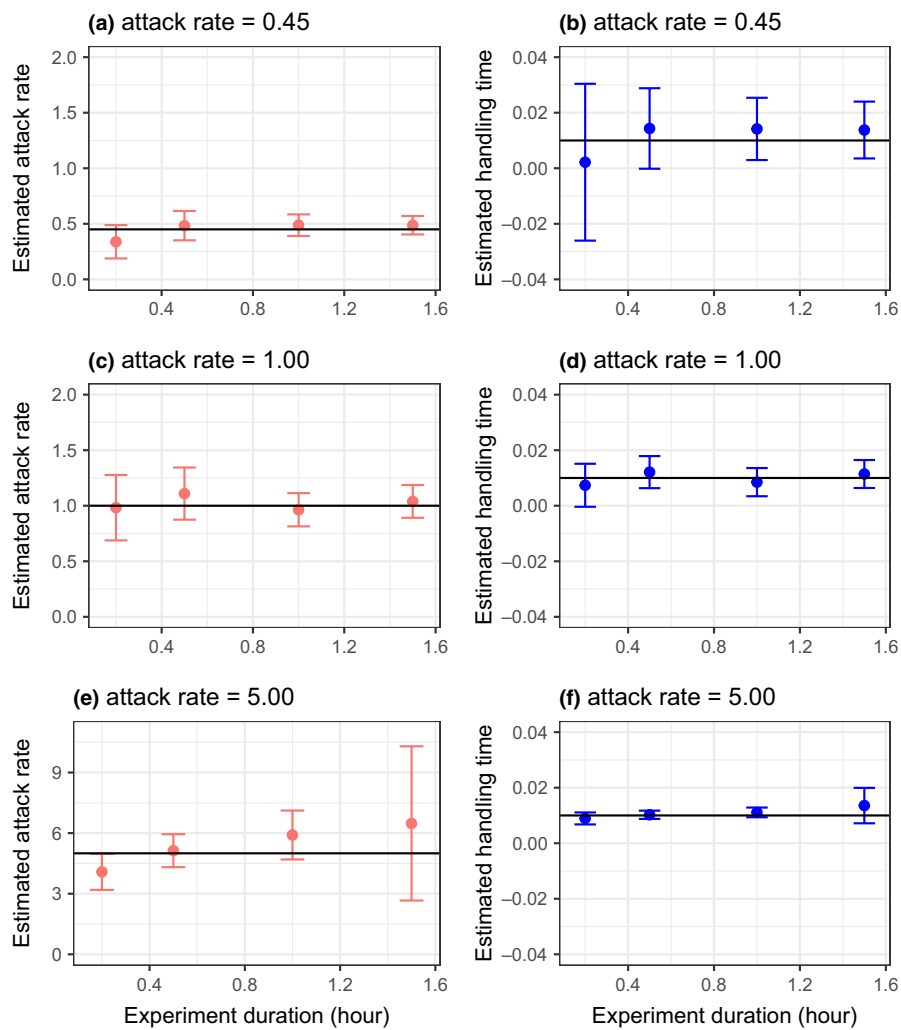 (a) attack rate = 0.45
Estimated attack rate
2.0
1.5
1.0
0.5
0.0
0.4 0.8 1.2 1.6
(b) attack rate = 0.45
Estimated handling time
0.04
0.02
0.00
−0.02
−0.04
0.4 0.8 1.2 1.6
(c) attack rate = 1.00
Estimated attack rate
2.0
1.5
1.0
0.5
0.0
0.4 0.8 1.2 1.6
(d) attack rate = 1.00
Estimated handling time
0.04
0.02
0.00
−0.02
−0.04
0.4 0.8 1.2 1.6
(e) attack rate = 5.00
Estimated attack rate
9
6
3
0
0.4 0.8 1.2 1.6
Experiment duration (hour)
(f) attack rate = 5.00
Estimated handling time
0.04
0.02
0.00
−0.02
−0.04
0.4 0.8 1.2 1.6
Experiment duration (hour)